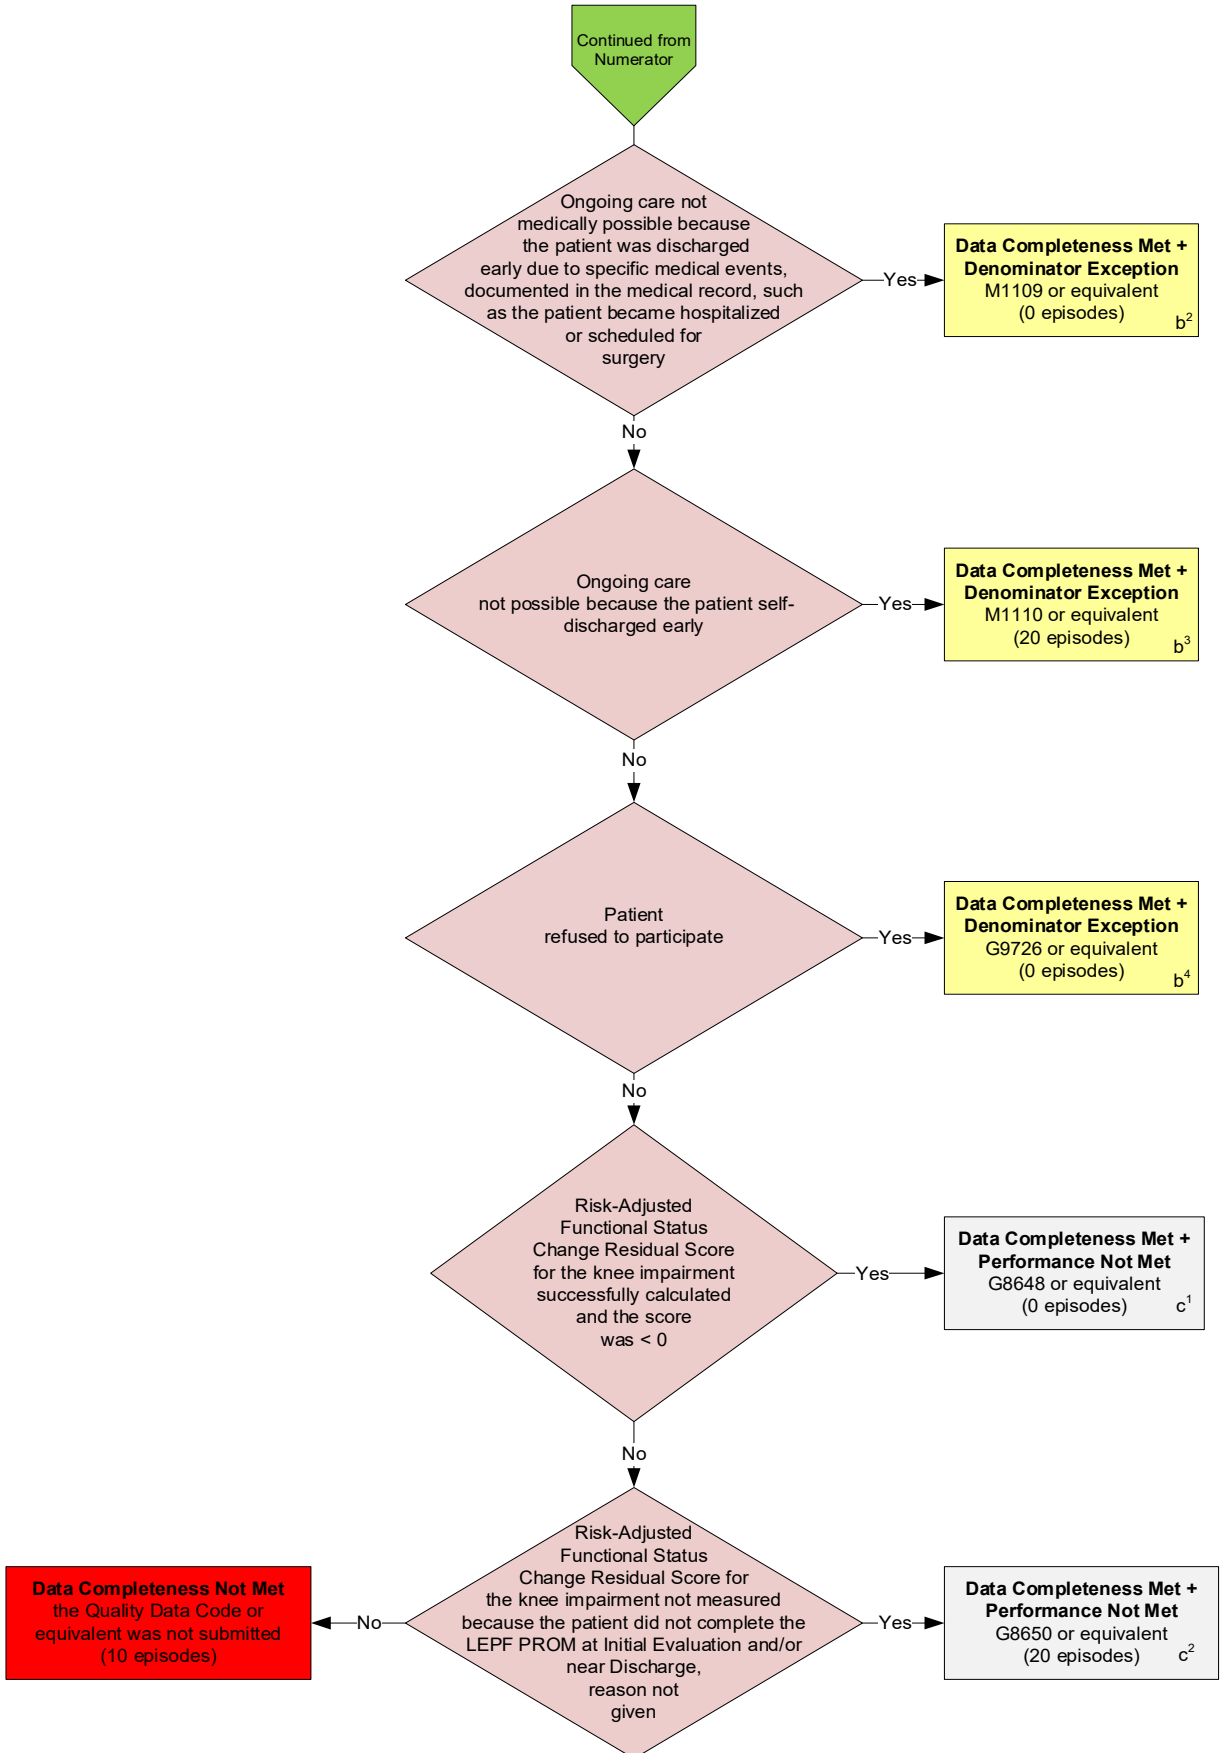 Continued from
Numerator
Ongoing care not
medically possible because
the patient was discharged
early due to specific medical events,
documented in the medical record, such
as the patient became hospitalized
or scheduled for
surgery
Yes
Data Completeness Met +
Denominator Exception
M1109 or equivalent
(0 episodes)
b²
No
Ongoing care
not possible because the patient self-
discharged early
Yes
Data Completeness Met +
Denominator Exception
M1110 or equivalent
(20 episodes)
b³
No
Patient
refused to participate
Yes
Data Completeness Met +
Denominator Exception
G9726 or equivalent
(0 episodes)
b⁴
No
Risk-Adjusted
Functional Status
Change Residual Score
for the knee impairment
successfully calculated
and the score
was < 0
Yes
Data Completeness Met +
Performance Not Met
G8648 or equivalent
(0 episodes)
c¹
No
Risk-Adjusted
Functional Status
Change Residual Score for
the knee impairment not measured
because the patient did not complete the
LEPF PROM at Initial Evaluation and/or
near Discharge,
reason not
given
Yes
Data Completeness Met +
Performance Not Met
G8650 or equivalent
(20 episodes)
c²
No
Data Completeness Not Met
the Quality Data Code or
equivalent was not submitted
(10 episodes)